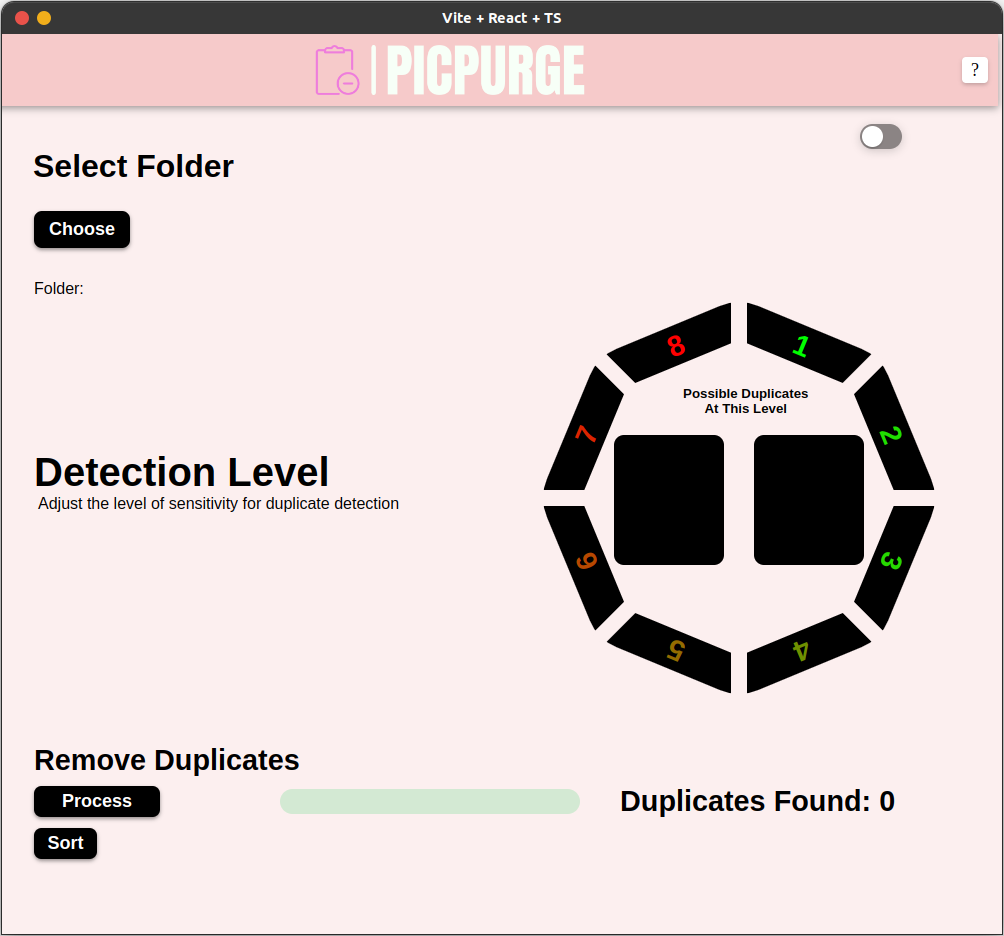 Vite + React + TS
| PICPURGE
?
Select Folder
Choose
Folder:
8
1
Possible Duplicates
At This Level
7
2
Detection Level
Adjust the level of sensitivity for duplicate detection
6
3
5
4
Remove Duplicates
Process
Duplicates Found: 0
Sort